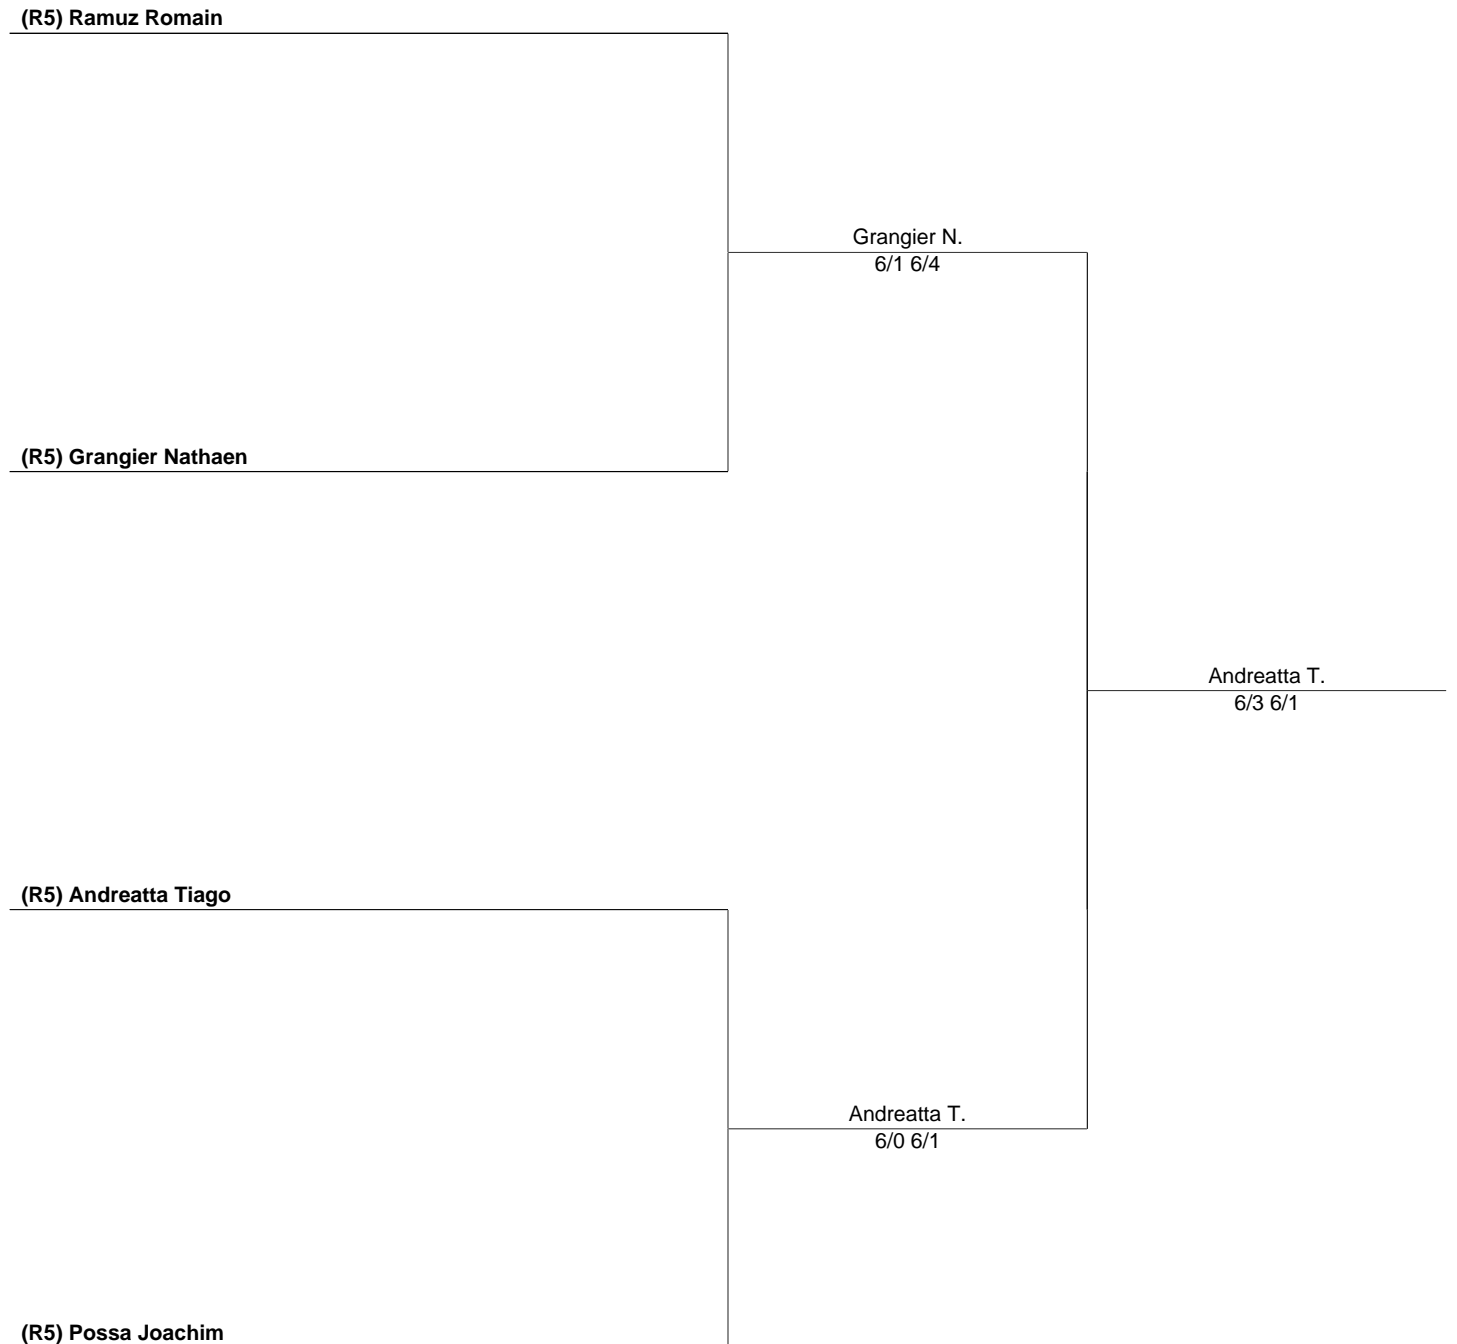 (R5) Ramuz Romain
Grangier N.
6/1 6/4
(R5) Grangier Nathaen
Andreatta T.
6/3 6/1
(R5) Andreatta Tiago
Andreatta T.
6/0 6/1
(R5) Possa Joachim